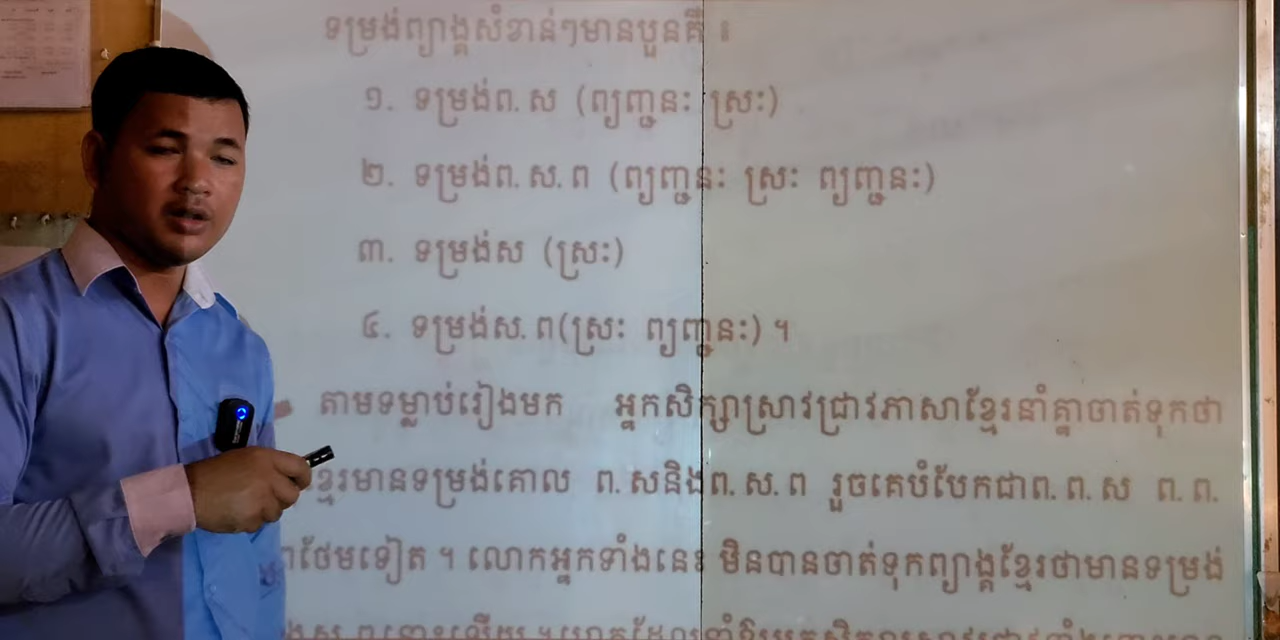 ទម្រង់ព្យាង្គសំខាន់ៗមានបួនគឺ ៖
១. ទម្រង់ព.ស (ព្យញ្ជនៈ ស្រៈ)
២. ទម្រង់ព.ស.ព (ព្យញ្ជនៈ ស្រៈ ព្យញ្ជនៈ)
៣. ទម្រង់ស (ស្រៈ)
៤. ទម្រង់ស.ព(ស្រៈ ព្យញ្ជនៈ) ។
តាមទម្លាប់រៀងមក អ្នកសិក្សាស្រាវជ្រាវភាសាខ្មែរនាំគ្នាចាត់ទុកថា
ខ្មែរមានទម្រង់គោល ព.សនិងព.ស.ព រួចគេបំបែកជាព.ព.ស ព.ព.
ថែមទៀត ។ លោកអ្នកទាំងនេះ មិនបានចាត់ទុកព្យាង្គខ្មែរថាមានទម្រង់